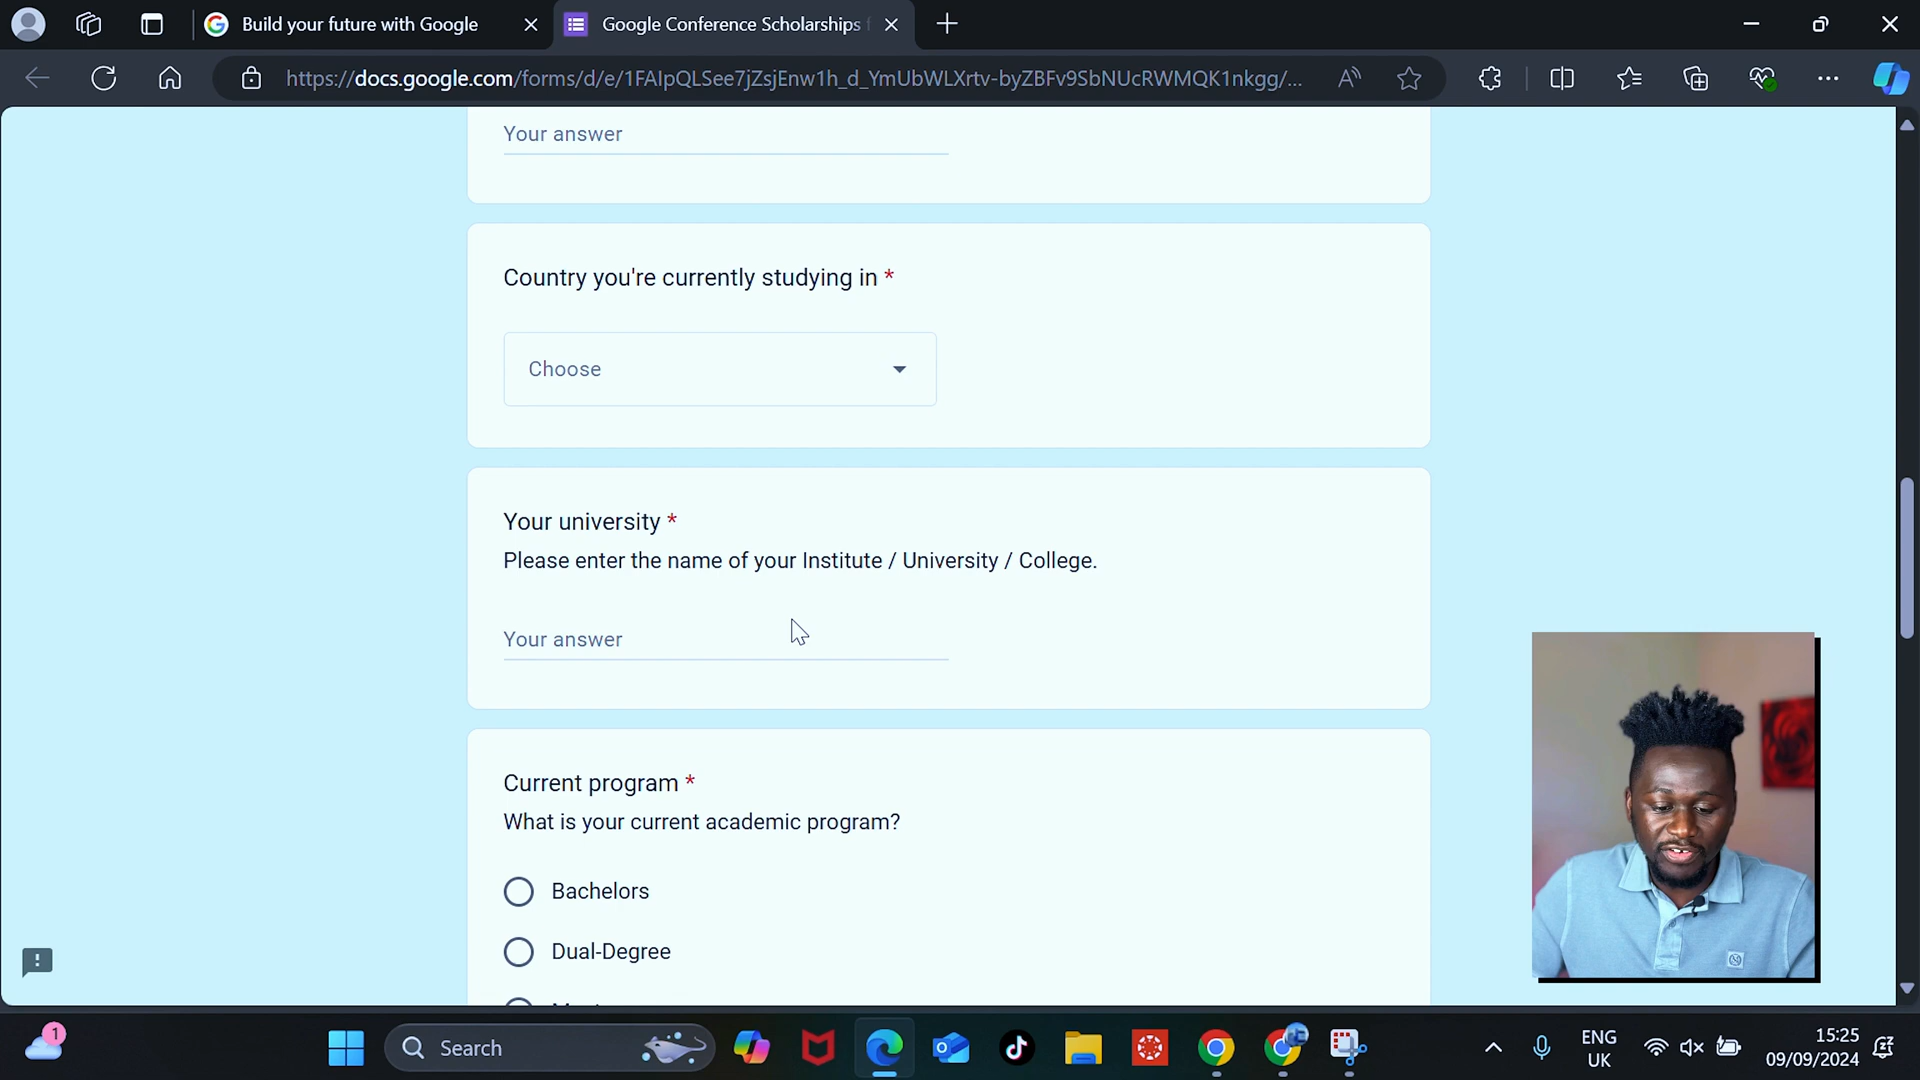 Build your future with Google
Google Conference Scholarships f
https://docs.google.com/forms/d/e/1FAIpQLSee7jZsjEnw1h_d_YmUbWLXrtv-byZBFv9SbNUcRWMQK1nkgg/...
Your answer
Country you're currently studying in *
Choose
Your university *
Please enter the name of your Institute / University / College.
Your answer
Current program *
What is your current academic program?
Bachelors
Dual-Degree
1
Search
ENG
UK
15:25
09/09/2024